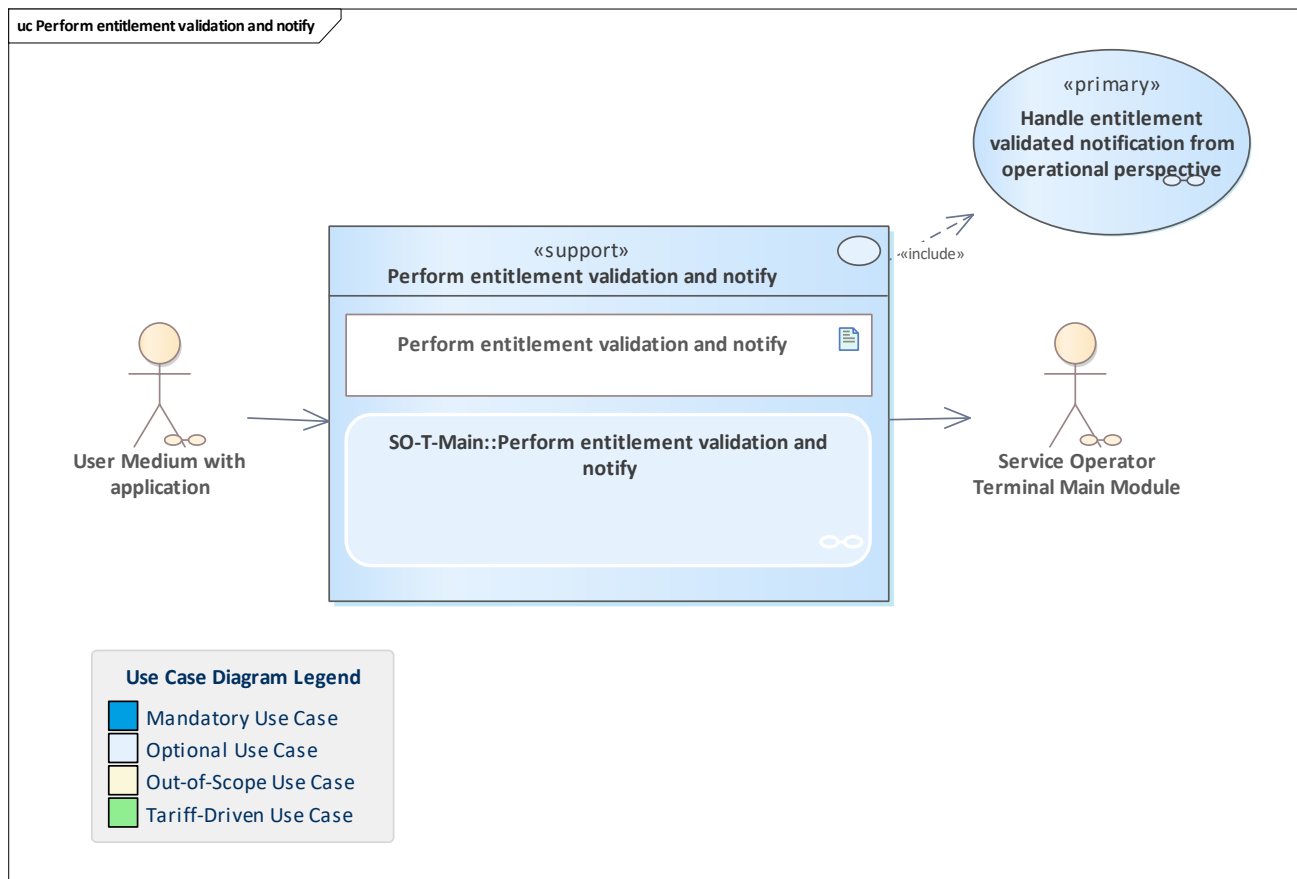 uc Perform entitlement validation and notify
«primary»
Handle entitlement
validated notification from
operational perspective
«support»
Perform entitlement validation and notify
«include»
Perform entitlement validation and notify
SO-T-Main::Perform entitlement validation and
notify
User Medium with
application
Service Operator
Terminal Main Module
Use Case Diagram Legend
Mandatory Use Case
Optional Use Case
Out-of-Scope Use Case
Tariff-Driven Use Case